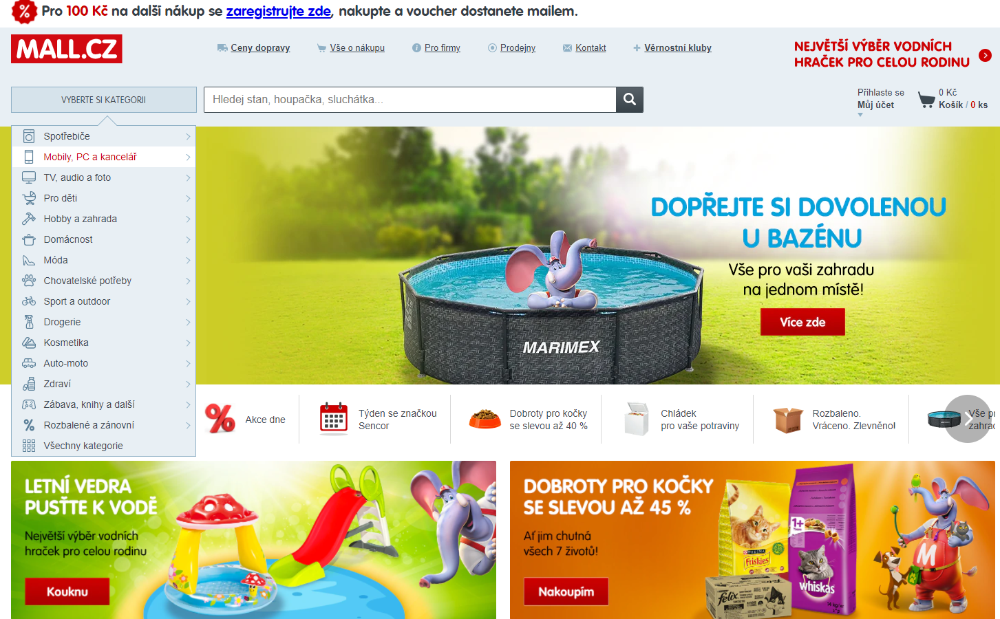 Pro 100 Kč na další nákup se zaregistrujte zde, nakupte a voucher dostanete mailem.
MALL.CZ
Ceny dopravy
Vše o nákupu
Pro firmy
Prodejny
Kontakt
Věrnostní kluby
NEJVĚTŠÍ VÝBĚR VODNÍCH
HRAČEK PRO CELOU RODINU
VYBERTE SI KATEGORII
Hledej stan, houpačka, sluchátka...
Přihlaste se
Můj účet
0 Kč
Košík / 0 ks
Spotřebiče
Mobily, PC a kancelář
TV, audio a foto
Pro děti
Hobby a zahrada
Domácnost
Móda
Chovatelské potřeby
Sport a outdoor
Drogerie
Kosmetika
Auto-moto
Zdraví
Zábava, knihy a další
Rozbalené a zánovní
Všechny kategorie
DOPŘEJTE SI DOVOLENOU
U BAZÉNU
Vše pro vaši zahradu
na jednom místě!
Více zde
MARIMEX
Akce dne
Týden se značkou
Sencor
Dobroty pro kočky
se slevou až 40 %
Chládek
pro vaše potraviny
Rozbaleno.
Vráceno. Zlevněno!
Vše pr
zahrad
LETNÍ VEDRA
PUSŤTE K VODĚ
Největší výběr vodních
hraček pro celou rodinu
Kouknu
DOBROTY PRO KOČKY
SE SLEVOU AŽ 45 %
Ať jim chutná
všech 7 životů!
Nakoupím
PURINA
Friskies
1+
whiskas
14 kg
felix
M